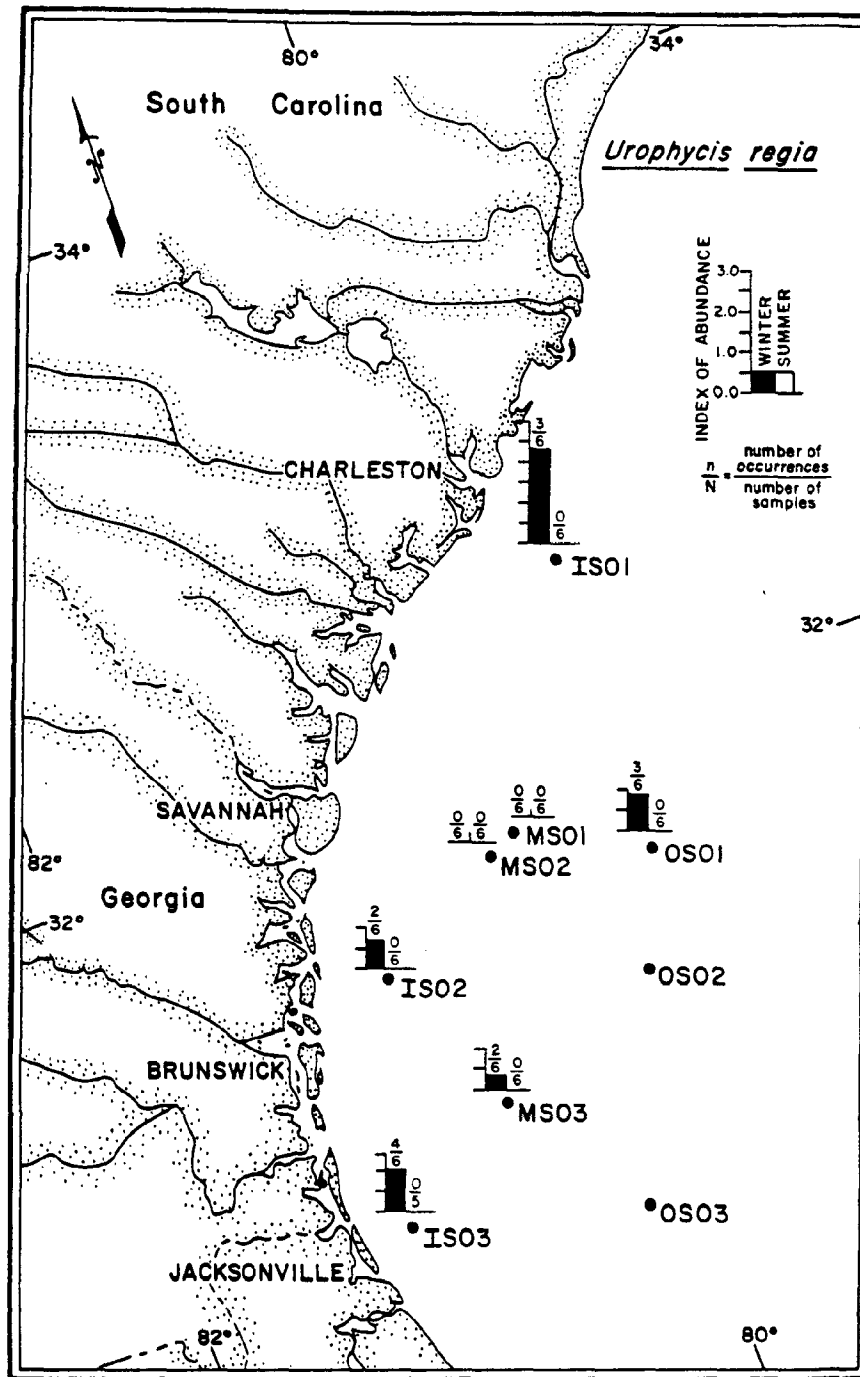 80°
34°
South Carolina
Urophycis regia
N
34°
INDEX OF ABUNDANCE
3.0
2.0
1.0
0.0
WINTER
SUMMER
n/N = number of occurrences / number of samples
CHARLESTON
3/6
0/6
IS01
32°
SAVANNAH
0/6 0/6
MS01
0/6 0/6
MS02
3/6
0/6
OS01
82°
Georgia
32°
2/6
0/6
IS02
OS02
BRUNSWICK
2/6
0/6
MS03
4/6
0/5
IS03
OS03
JACKSONVILLE
82°
80°